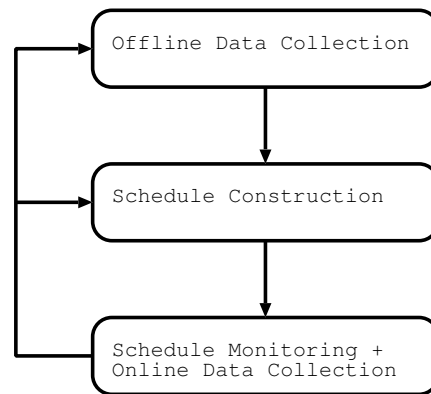 Offline Data Collection
Schedule Construction
Schedule Monitoring +
Online Data Collection